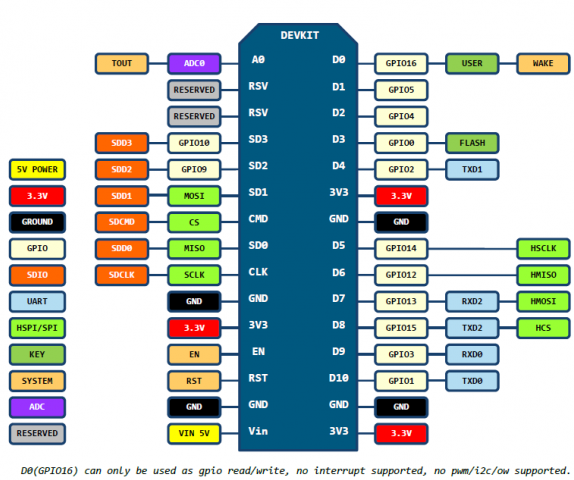 DEVKIT
TOUT ADC0 A0 D0 GPIO16 USER WAKE
RESERVED RSV D1 GPIO5
RESERVED RSV D2 GPIO4
SDD3 GPIO10 SD3 D3 GPIO0 FLASH
5V POWER SDD2 GPIO9 SD2 D4 GPIO2 TXD1
3.3V SDD1 MOSI SD1 3V3 3.3V
GROUND SDCMD CS CMD GND GND
GPIO SDD0 MISO SD0 D5 GPIO14 HSCLK
SDIO SDCLK SCLK CLK D6 GPIO12 HMISO
UART GND GND D7 GPIO13 RXD2 HMOSI
HSPI/SPI 3.3V 3V3 D8 GPIO15 TXD2 HCS
KEY EN EN D9 GPIO3 RXD0
SYSTEM RST RST D10 GPIO1 TXD0
ADC GND GND GND GND
RESERVED VIN 5V Vin 3V3 3.3V
D0(GPIO16) can only be used as gpio read/write, no interrupt supported, no pwm/i2c/ow supported.